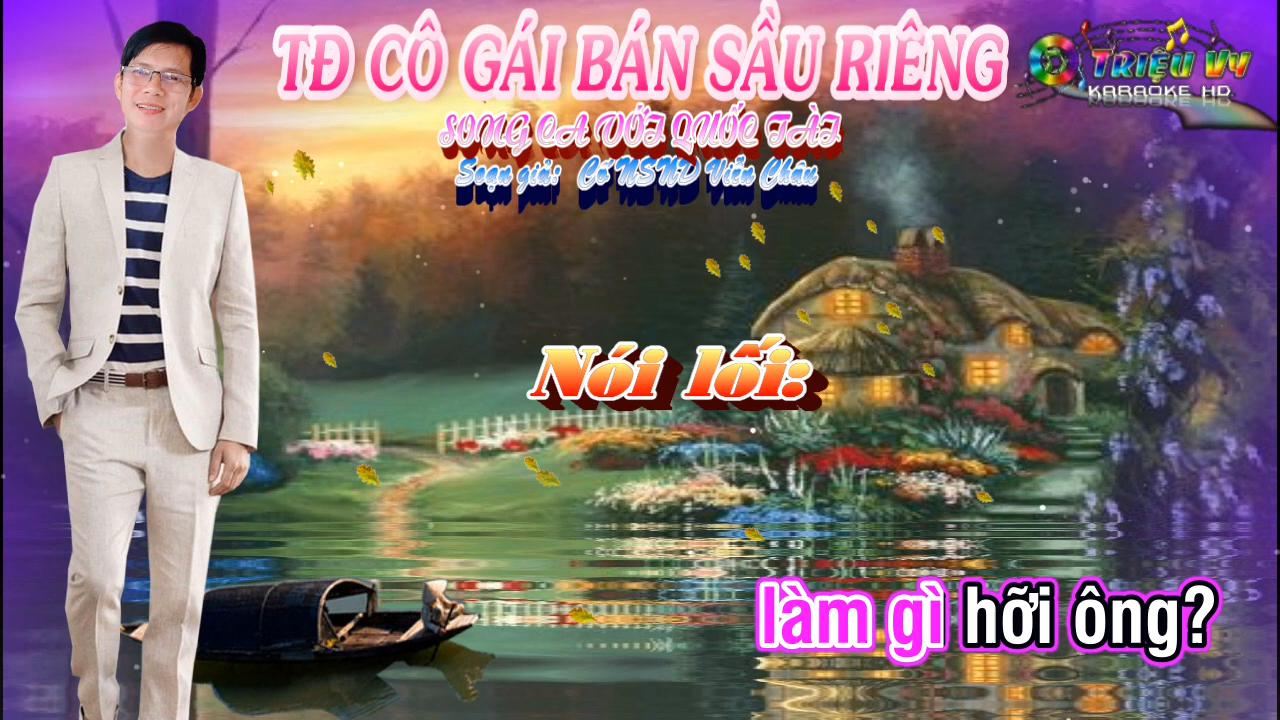 TĐ CÔ GÁI BÁN SẦU RIÊNG
TRIỆU VY
KARAOKE HD
SONG CA VỚI QUỐC TÀI
Soạn giả: Cố NSND Viễn Châu
Nói lối:
làm gì hỡi ông?